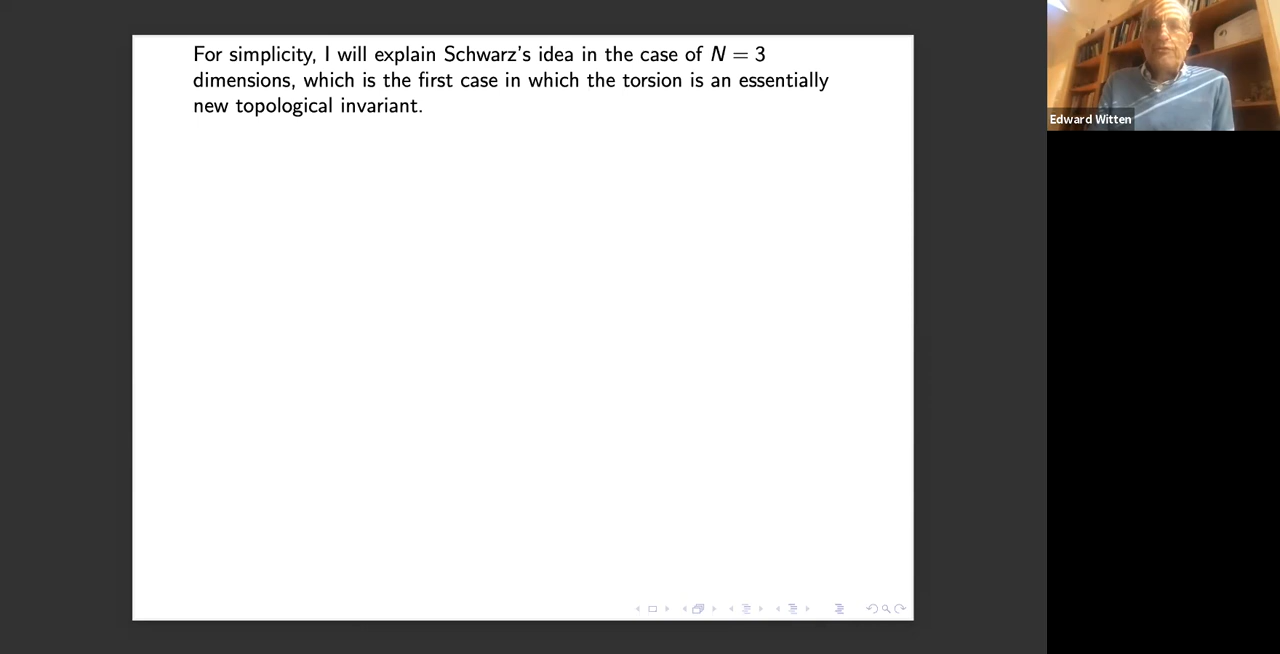 For simplicity, I will explain Schwarz's idea in the case of N = 3
dimensions, which is the first case in which the torsion is an essentially
new topological invariant.
Edward Witten